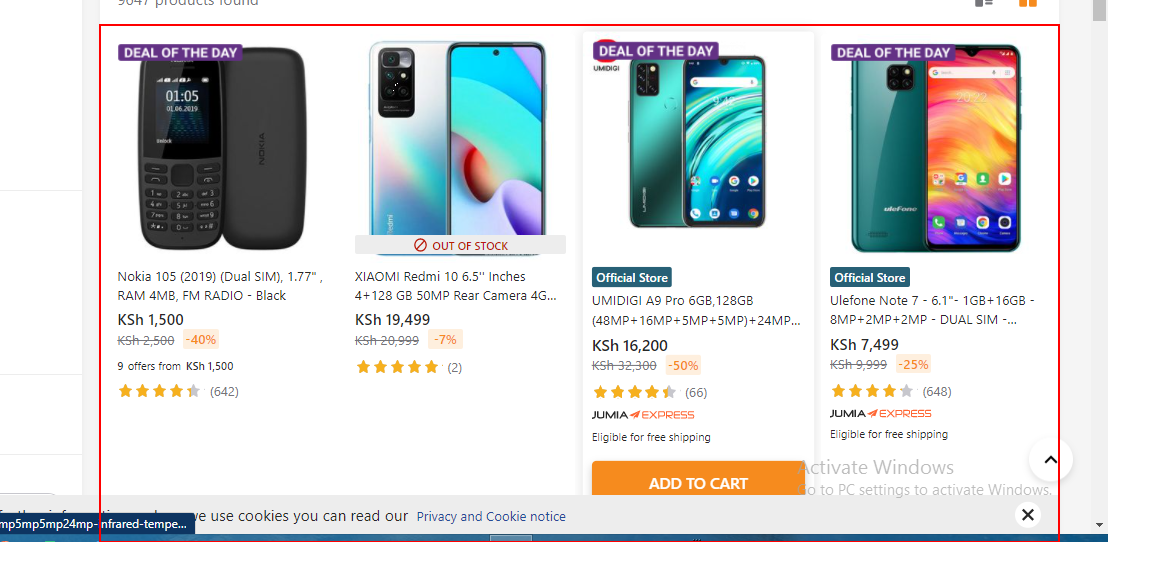 9647 products found
DEAL OF THE DAY
01:05
01.06.2019
NOKIA
Nokia 105 (2019) (Dual SIM), 1.77" ,
RAM 4MB, FM RADIO - Black
KSh 1,500
KSh 2,500 -40%
9 offers from KSh 1,500
(642)
Redmi
OUT OF STOCK
XIAOMI Redmi 10 6.5'' Inches
4+128 GB 50MP Rear Camera 4G...
KSh 19,499
KSh 20,999 -7%
(2)
DEAL OF THE DAY
UMIDIGI
UMIDIGI
Official Store
UMIDIGI A9 Pro 6GB,128GB
(48MP+16MP+5MP+5MP)+24MP...
KSh 16,200
KSh 32,300 -50%
(66)
JUMIA EXPRESS
Eligible for free shipping
ADD TO CART
DEAL OF THE DAY
uleFone
Official Store
Ulefone Note 7 - 6.1"- 1GB+16GB -
8MP+2MP+2MP - DUAL SIM -...
KSh 7,499
KSh 9,999 -25%
(648)
JUMIA EXPRESS
Eligible for free shipping
Activate Windows
Go to PC settings to activate Windows.
we use cookies you can read our Privacy and Cookie notice
mp5mp5mp24mp-infrared-tempe...